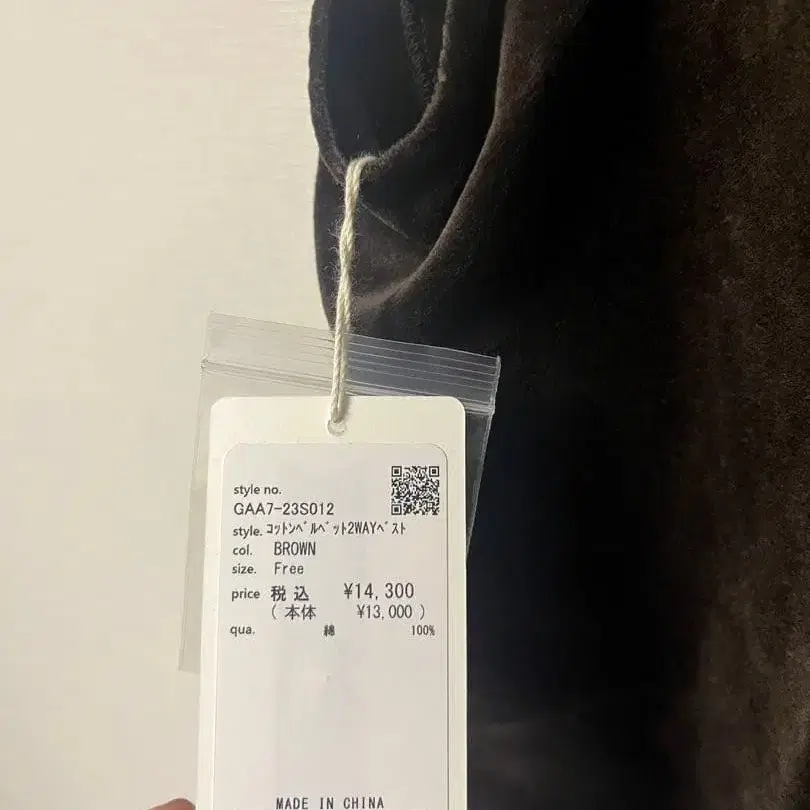 style no.
GAA7-23S012
style. ｺｯﾄﾝﾍﾞﾙﾍﾞｯﾄ2WAYﾍﾞｽﾄ
col. BROWN
size. Free
price 税込 ¥14,300
( 本体 ¥13,000 )
qua. 綿 100%
MADE IN CHINA